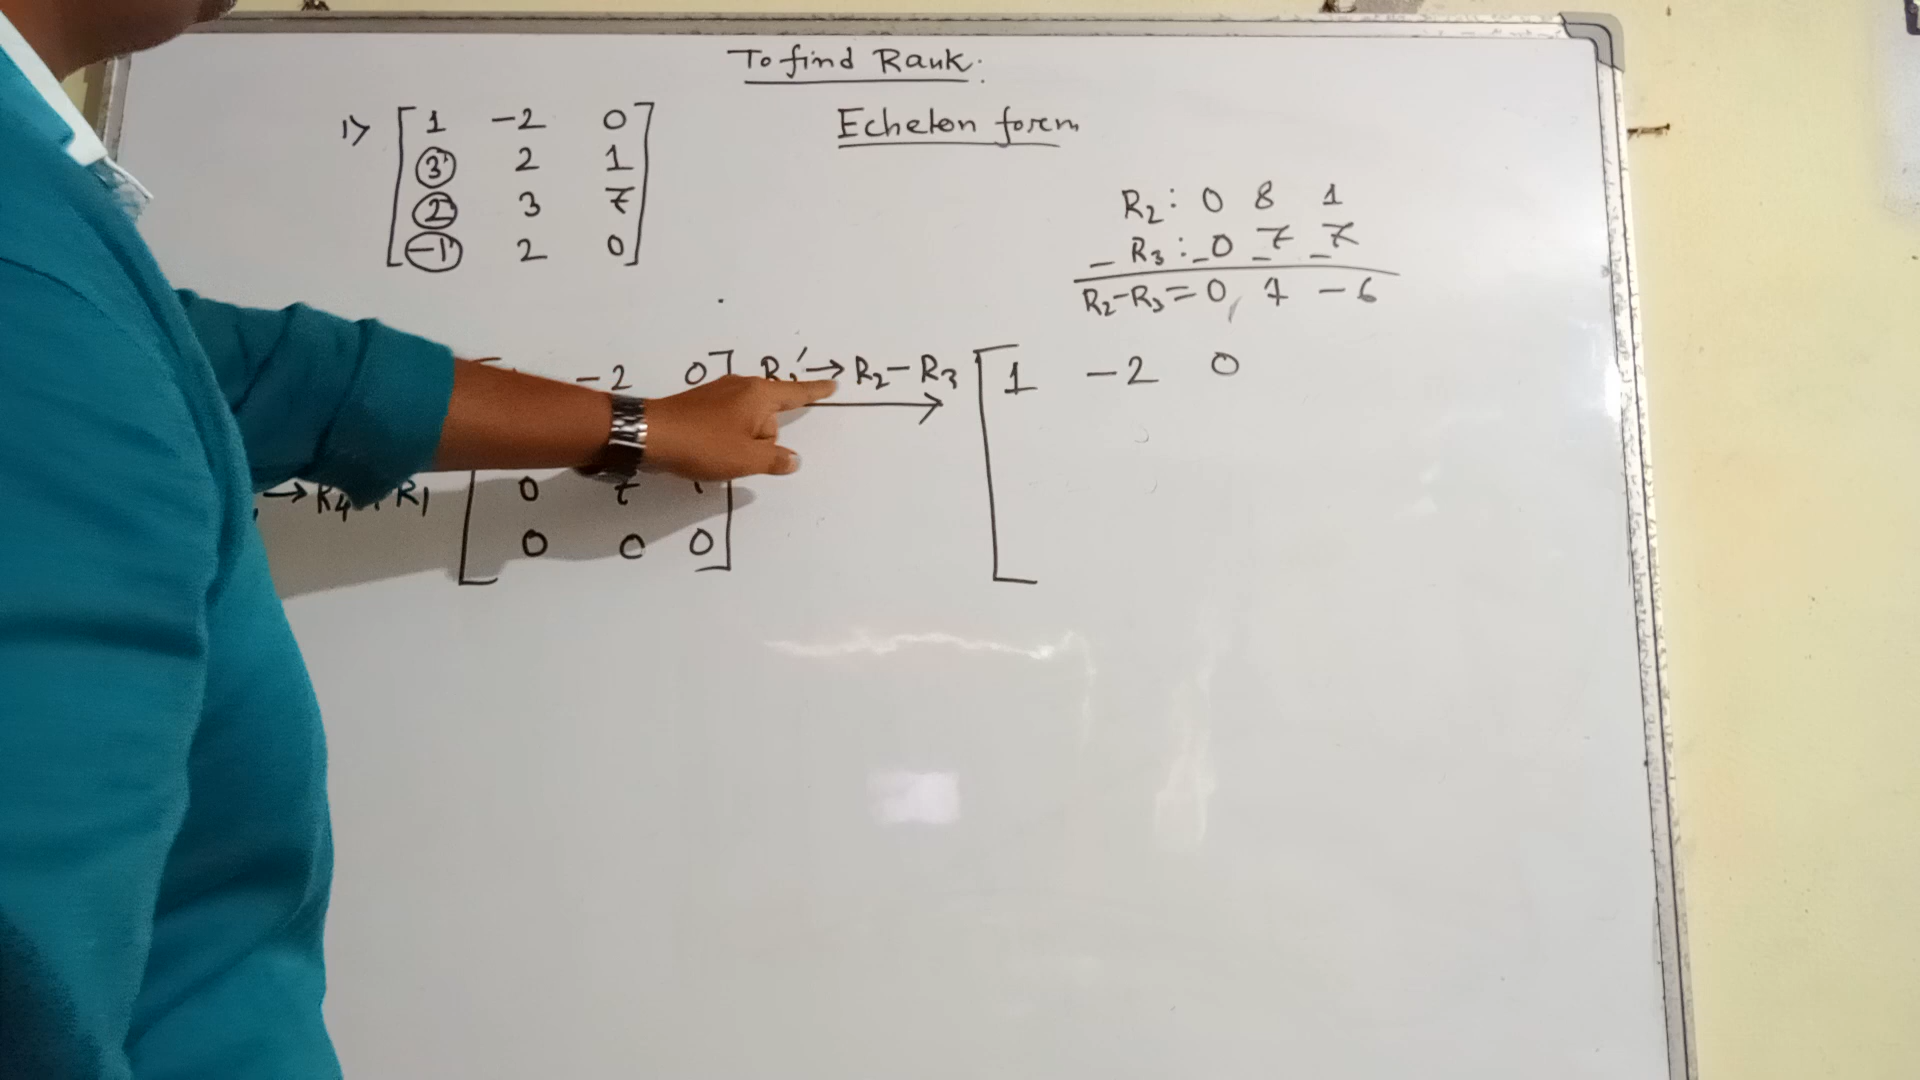 To find Rank.
Echelon form
1> [1 -2 0]
[3 2 1]
[2 3 7]
[-1 2 0]
R₂: 0 8 1
- R₃: -0 -7 -7
R₂-R₃=0, 1 -6
-2 0] R₂′→R₂-R₃ [1 -2 0
→R₄+R₁ [0 7
0 0 0]